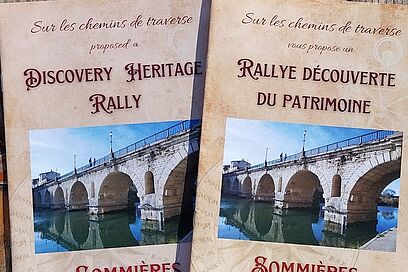 Sur les chemins de traverse
proposed a
Discovery Heritage
Rally
Sommières
Sur les chemins de traverse
vous propose un
Rallye découverte
du patrimoine
Sommières